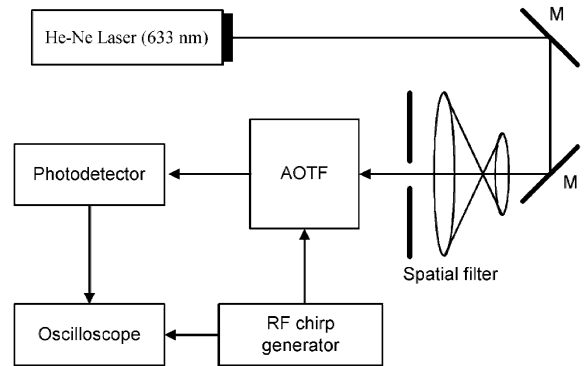 He-Ne Laser (633 nm)
M
M
Photodetector
AOTF
Spatial filter
Oscilloscope
RF chirp
generator